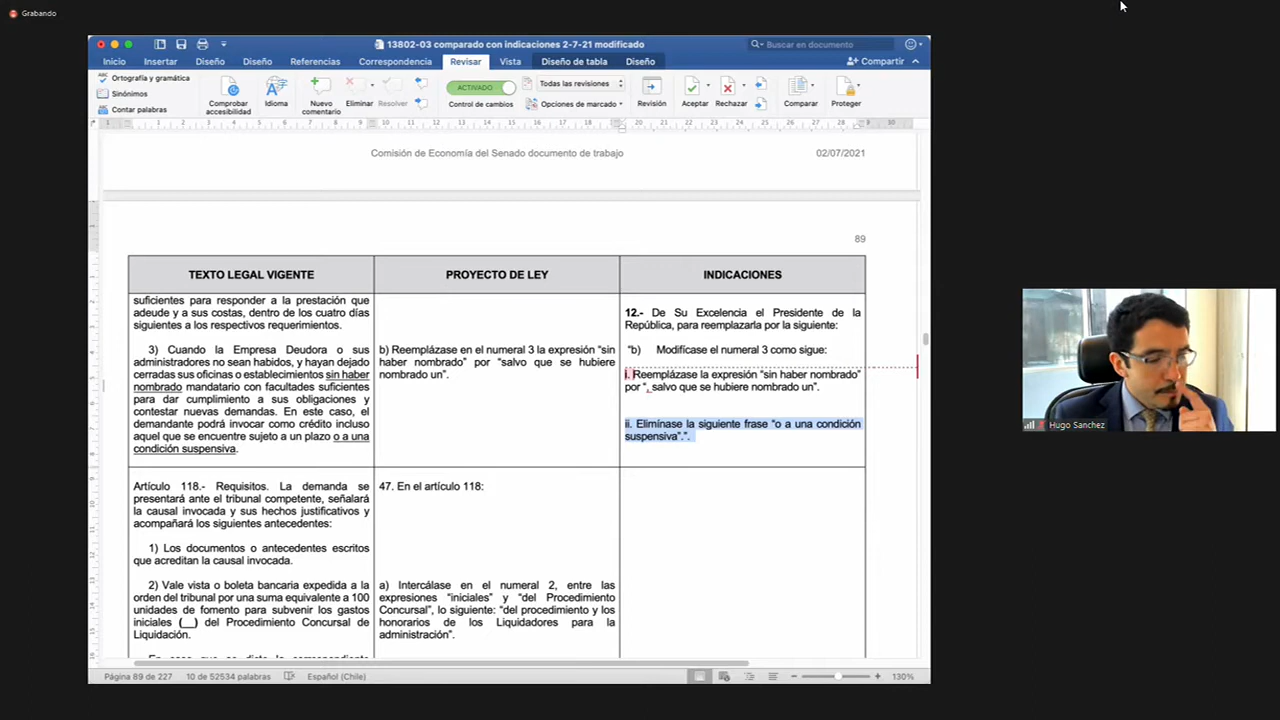 Grabando
13802-03 comparado con indicaciones 2-7-21 modificado
Buscar en documento
Inicio Insertar Diseño Diseño Referencias Correspondencia Revisar Vista Diseño de tabla Diseño Compartir
Ortografía y gramática
Sinónimos
Contar palabras
Comprobar
accesibilidad
Idioma
Nuevo
comentario
Eliminar
Resolver
ACTIVADO
Control de cambios
Todas las revisiones
Opciones de marcado
Revisión
Aceptar
Rechazar
Comparar
Proteger
Comisión de Economía del Senado documento de trabajo 02/07/2021
89
TEXTO LEGAL VIGENTE
suficientes para responder a la prestación que
adeude y a sus costas, dentro de los cuatro días
siguientes a los respectivos requerimientos.
3) Cuando la Empresa Deudora o sus
administradores no sean habidos, y hayan dejado
cerradas sus oficinas o establecimientos sin haber
nombrado mandatario con facultades suficientes
para dar cumplimiento a sus obligaciones y
contestar nuevas demandas. En este caso, el
demandante podrá invocar como crédito incluso
aquel que se encuentre sujeto a un plazo o a una
condición suspensiva.
PROYECTO DE LEY
b) Reemplázase en el numeral 3 la expresión “sin
haber nombrado” por “salvo que se hubiere
nombrado un”.
INDICACIONES
12.- De Su Excelencia el Presidente de la
República, para reemplazarla por la siguiente:
“b) Modifícase el numeral 3 como sigue:
i. Reemplázase la expresión “sin haber nombrado”
por “, salvo que se hubiere nombrado un”.
ii. Elimínase la siguiente frase “o a una condición
suspensiva”.”.
Artículo 118.- Requisitos. La demanda se
presentará ante el tribunal competente, señalará
la causal invocada y sus hechos justificativos y
acompañará los siguientes antecedentes:
1) Los documentos o antecedentes escritos
que acreditan la causal invocada.
2) Vale vista o boleta bancaria expedida a la
orden del tribunal por una suma equivalente a 100
unidades de fomento para subvenir los gastos
iniciales (__) del Procedimiento Concursal de
Liquidación.
47. En el artículo 118:
a) Intercálase en el numeral 2, entre las
expresiones “iniciales” y “del Procedimiento
Concursal”, lo siguiente: “del procedimiento y los
honorarios de los Liquidadores para la
administración”.
Página 89 de 227 10 de 52534 palabras Español (Chile) 130%
Hugo Sanchez